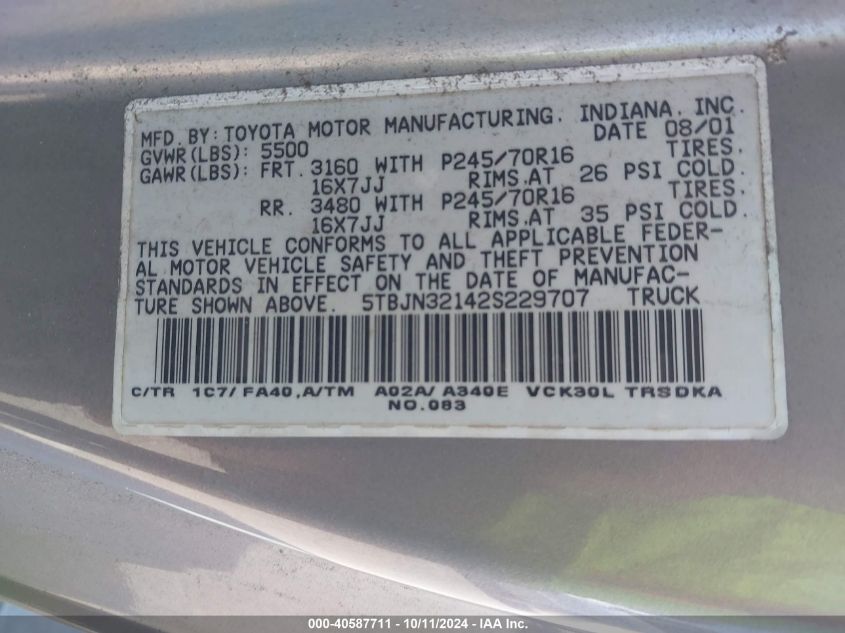 MFD. BY: TOYOTA MOTOR MANUFACTURING, INDIANA, INC.
GVWR(LBS): 5500 DATE 08/01
GAWR(LBS): FRT. 3160 WITH P245/70R16 TIRES,
16X7JJ RIMS,AT 26 PSI COLD.
RR. 3480 WITH P245/70R16 TIRES,
16X7JJ RIMS,AT 35 PSI COLD.
THIS VEHICLE CONFORMS TO ALL APPLICABLE FEDER-
AL MOTOR VEHICLE SAFETY AND THEFT PREVENTION
STANDARDS IN EFFECT ON THE DATE OF MANUFAC-
TURE SHOWN ABOVE. 5TBJN32142S229707 TRUCK
C/TR 1C7/FA40,A/TM A02A/A340E VCK30L TRSDKA
NO.083
000-40587711 - 10/11/2024 - IAA Inc.